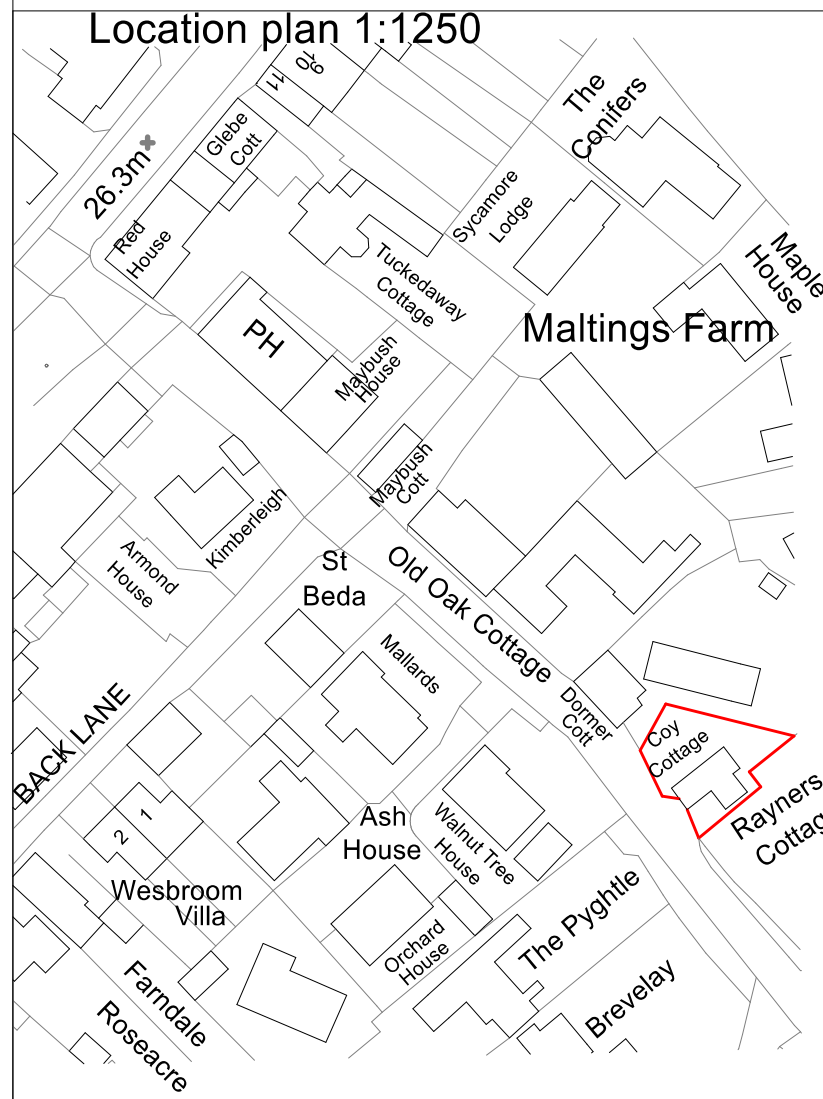 Location plan 1:1250
10
11
Glebe
Cott
The
Conifers
26.3m
Sycamore
Lodge
Red
House
Maple
House
Tuckedaway
Cottage
Maltings Farm
PH
Maybush
House
Maybush
Cott
Kimberleigh
Armond
House
St
Beda
Old Oak Cottage
Mallards
Dormer
Cott
BACK LANE
Coy
Cottage
Rayners
Cottag
1
2
Ash
House
Walnut Tree
House
Wesbroom
Villa
Orchard
House
The Pyghtle
Brevelay
Farndale
Roseacre